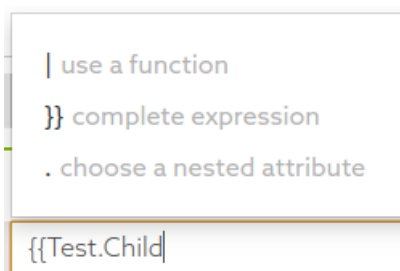 | use a function
}} complete expression
. choose a nested attribute
{{Test.Child